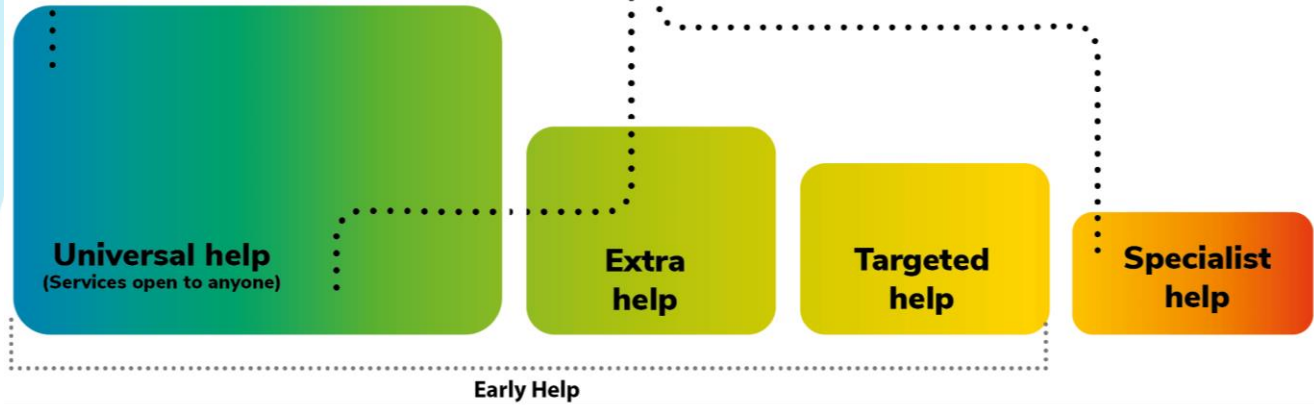 Universal help
(Services open to anyone)
Extra
help
Targeted
help
Specialist
help
Early Help